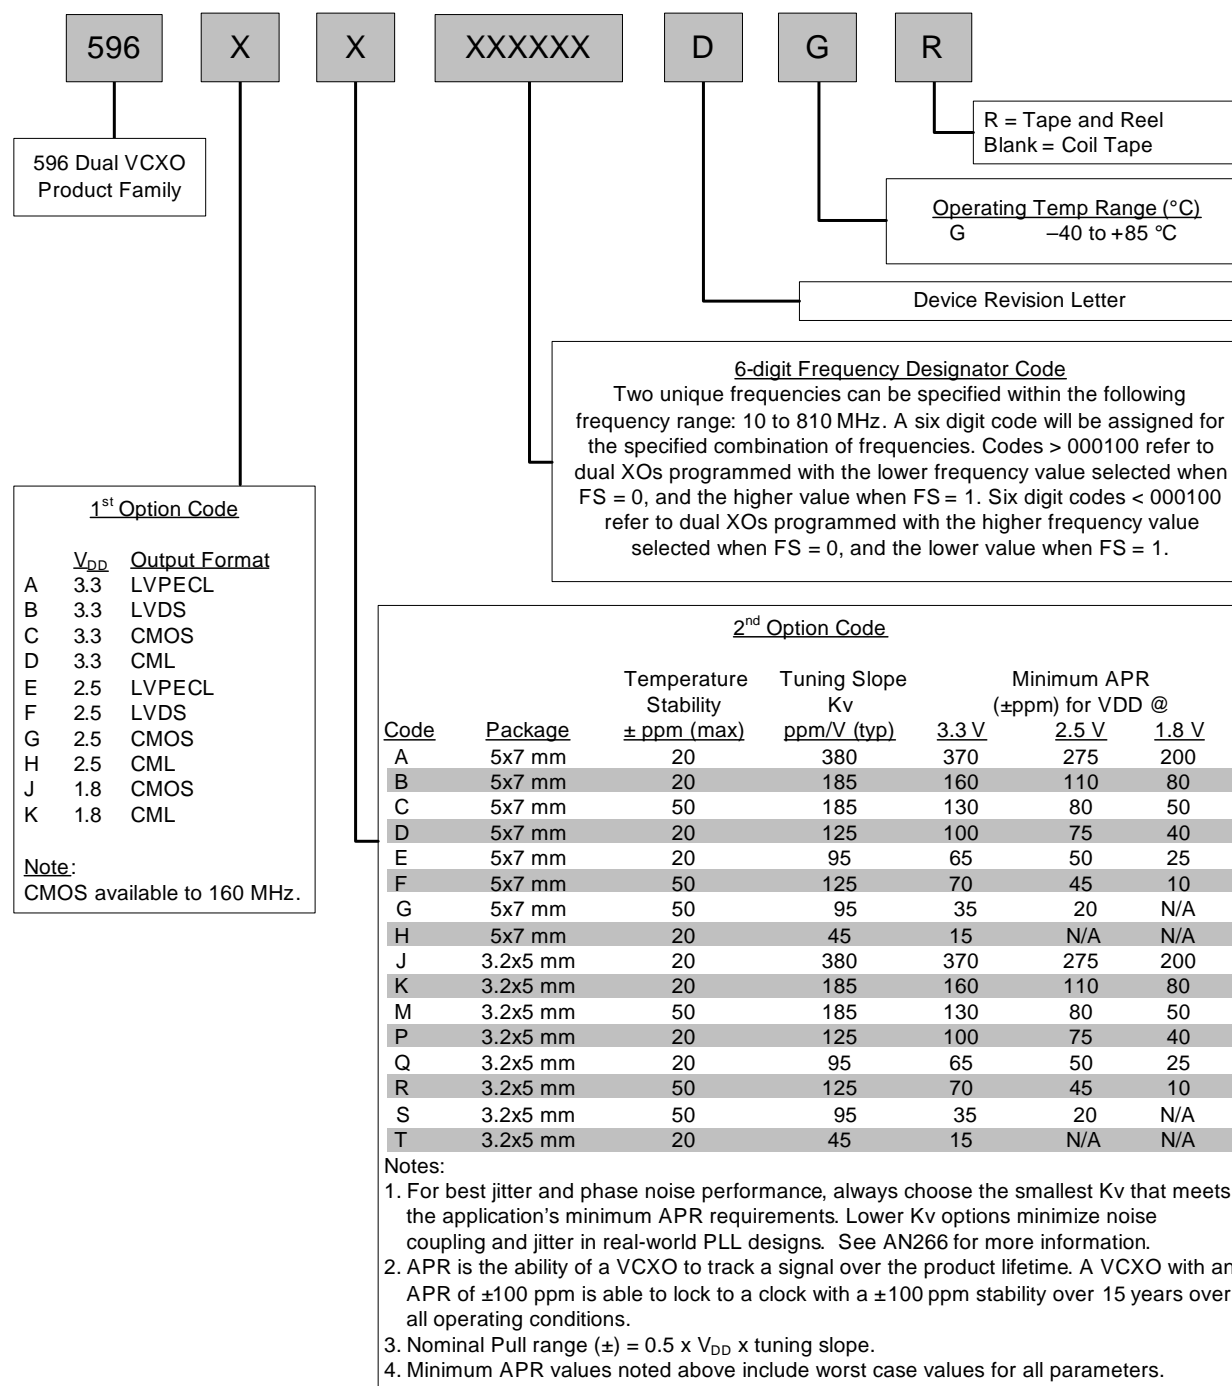 596 X X XXXXXX D G R
R = Tape and Reel
Blank = Coil Tape
596 Dual VCXO
Product Family
Operating Temp Range (°C)
G –40 to +85 °C
Device Revision Letter
6-digit Frequency Designator Code
Two unique frequencies can be specified within the following
frequency range: 10 to 810 MHz. A six digit code will be assigned for
the specified combination of frequencies. Codes > 000100 refer to
dual XOs programmed with the lower frequency value selected when
FS = 0, and the higher value when FS = 1. Six digit codes < 000100
refer to dual XOs programmed with the higher frequency value
selected when FS = 0, and the lower value when FS = 1.
1st Option Code
VDD Output Format
A 3.3 LVPECL
B 3.3 LVDS
C 3.3 CMOS
D 3.3 CML
E 2.5 LVPECL
F 2.5 LVDS
G 2.5 CMOS
H 2.5 CML
J 1.8 CMOS
K 1.8 CML
Note:
CMOS available to 160 MHz.
2nd Option Code
Temperature Tuning Slope Minimum APR
Stability Kv (±ppm) for VDD @
Code Package ± ppm (max) ppm/V (typ) 3.3 V 2.5 V 1.8 V
A 5x7 mm 20 380 370 275 200
B 5x7 mm 20 185 160 110 80
C 5x7 mm 50 185 130 80 50
D 5x7 mm 20 125 100 75 40
E 5x7 mm 20 95 65 50 25
F 5x7 mm 50 125 70 45 10
G 5x7 mm 50 95 35 20 N/A
H 5x7 mm 20 45 15 N/A N/A
J 3.2x5 mm 20 380 370 275 200
K 3.2x5 mm 20 185 160 110 80
M 3.2x5 mm 50 185 130 80 50
P 3.2x5 mm 20 125 100 75 40
Q 3.2x5 mm 20 95 65 50 25
R 3.2x5 mm 50 125 70 45 10
S 3.2x5 mm 50 95 35 20 N/A
T 3.2x5 mm 20 45 15 N/A N/A
Notes:
1. For best jitter and phase noise performance, always choose the smallest Kv that meets
the application's minimum APR requirements. Lower Kv options minimize noise
coupling and jitter in real-world PLL designs. See AN266 for more information.
2. APR is the ability of a VCXO to track a signal over the product lifetime. A VCXO with an
APR of ±100 ppm is able to lock to a clock with a ±100 ppm stability over 15 years over
all operating conditions.
3. Nominal Pull range (±) = 0.5 x VDD x tuning slope.
4. Minimum APR values noted above include worst case values for all parameters.